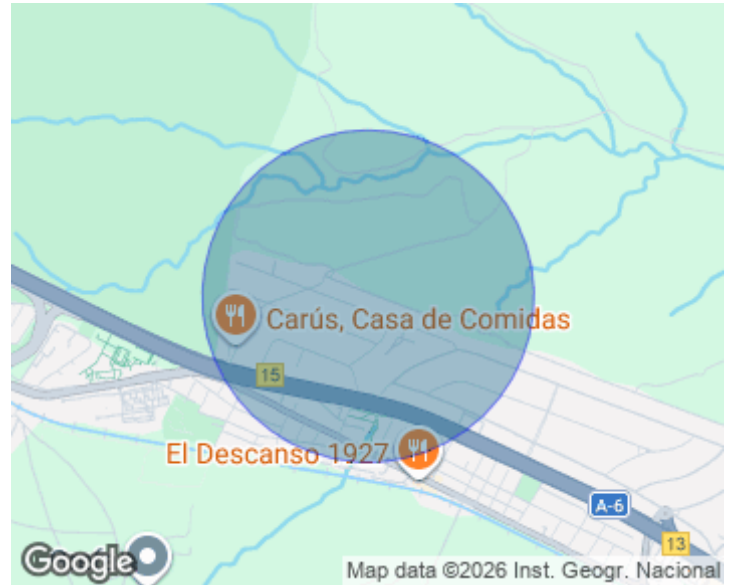 Carús, Casa de Comidas
15
El Descanso 1927
A-6
13
Google
Map data ©2026 Inst. Geogr. Nacional